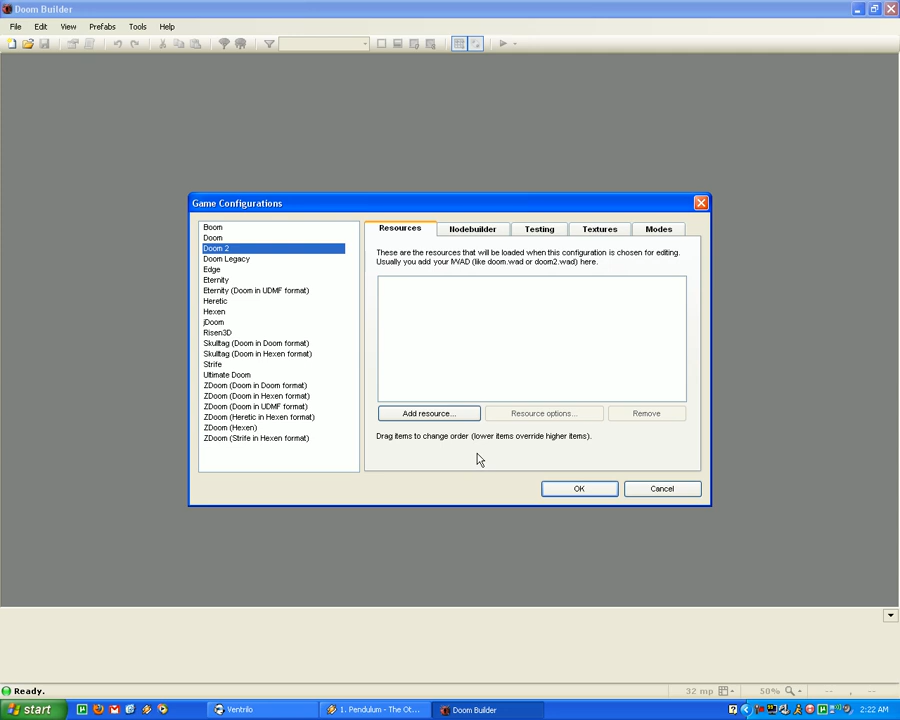 Doom Builder
File Edit View Prefabs Tools Help
Game Configurations
Boom
Doom
Doom 2
Doom Legacy
Edge
Eternity
Eternity (Doom in UDMF format)
Heretic
Hexen
jDoom
Risen3D
Skulltag (Doom in Doom format)
Skulltag (Doom in Hexen format)
Strife
Ultimate Doom
ZDoom (Doom in Doom format)
ZDoom (Doom in Hexen format)
ZDoom (Doom in UDMF format)
ZDoom (Heretic in Hexen format)
ZDoom (Hexen)
ZDoom (Strife in Hexen format)
Resources Nodebuilder Testing Textures Modes
These are the resources that will be loaded when this configuration is chosen for editing.
Usually you add your IWAD (like doom.wad or doom2.wad) here.
Add resource... Resource options... Remove
Drag items to change order (lower items override higher items).
OK Cancel
Ready. 32 mp 50% -- , --
start Ventrilo 1. Pendulum - The Ot... Doom Builder 2:22 AM